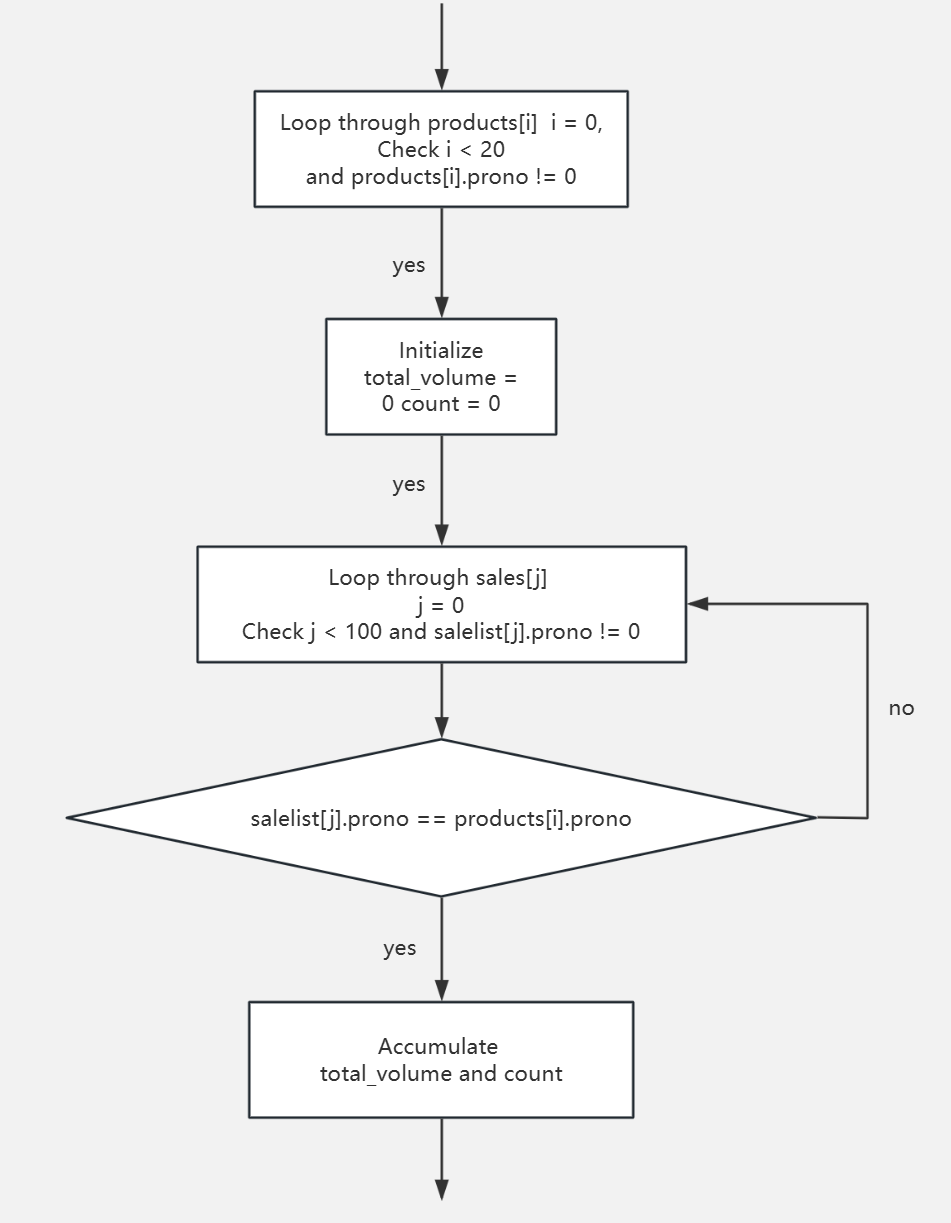 Loop through products[i]  i = 0,
Check i < 20
and products[i].prono != 0
yes
Initialize
total_volume =
0 count = 0
yes
Loop through sales[j]
j = 0
Check j < 100 and salelist[j].prono != 0
no
salelist[j].prono == products[i].prono
yes
Accumulate
total_volume and count